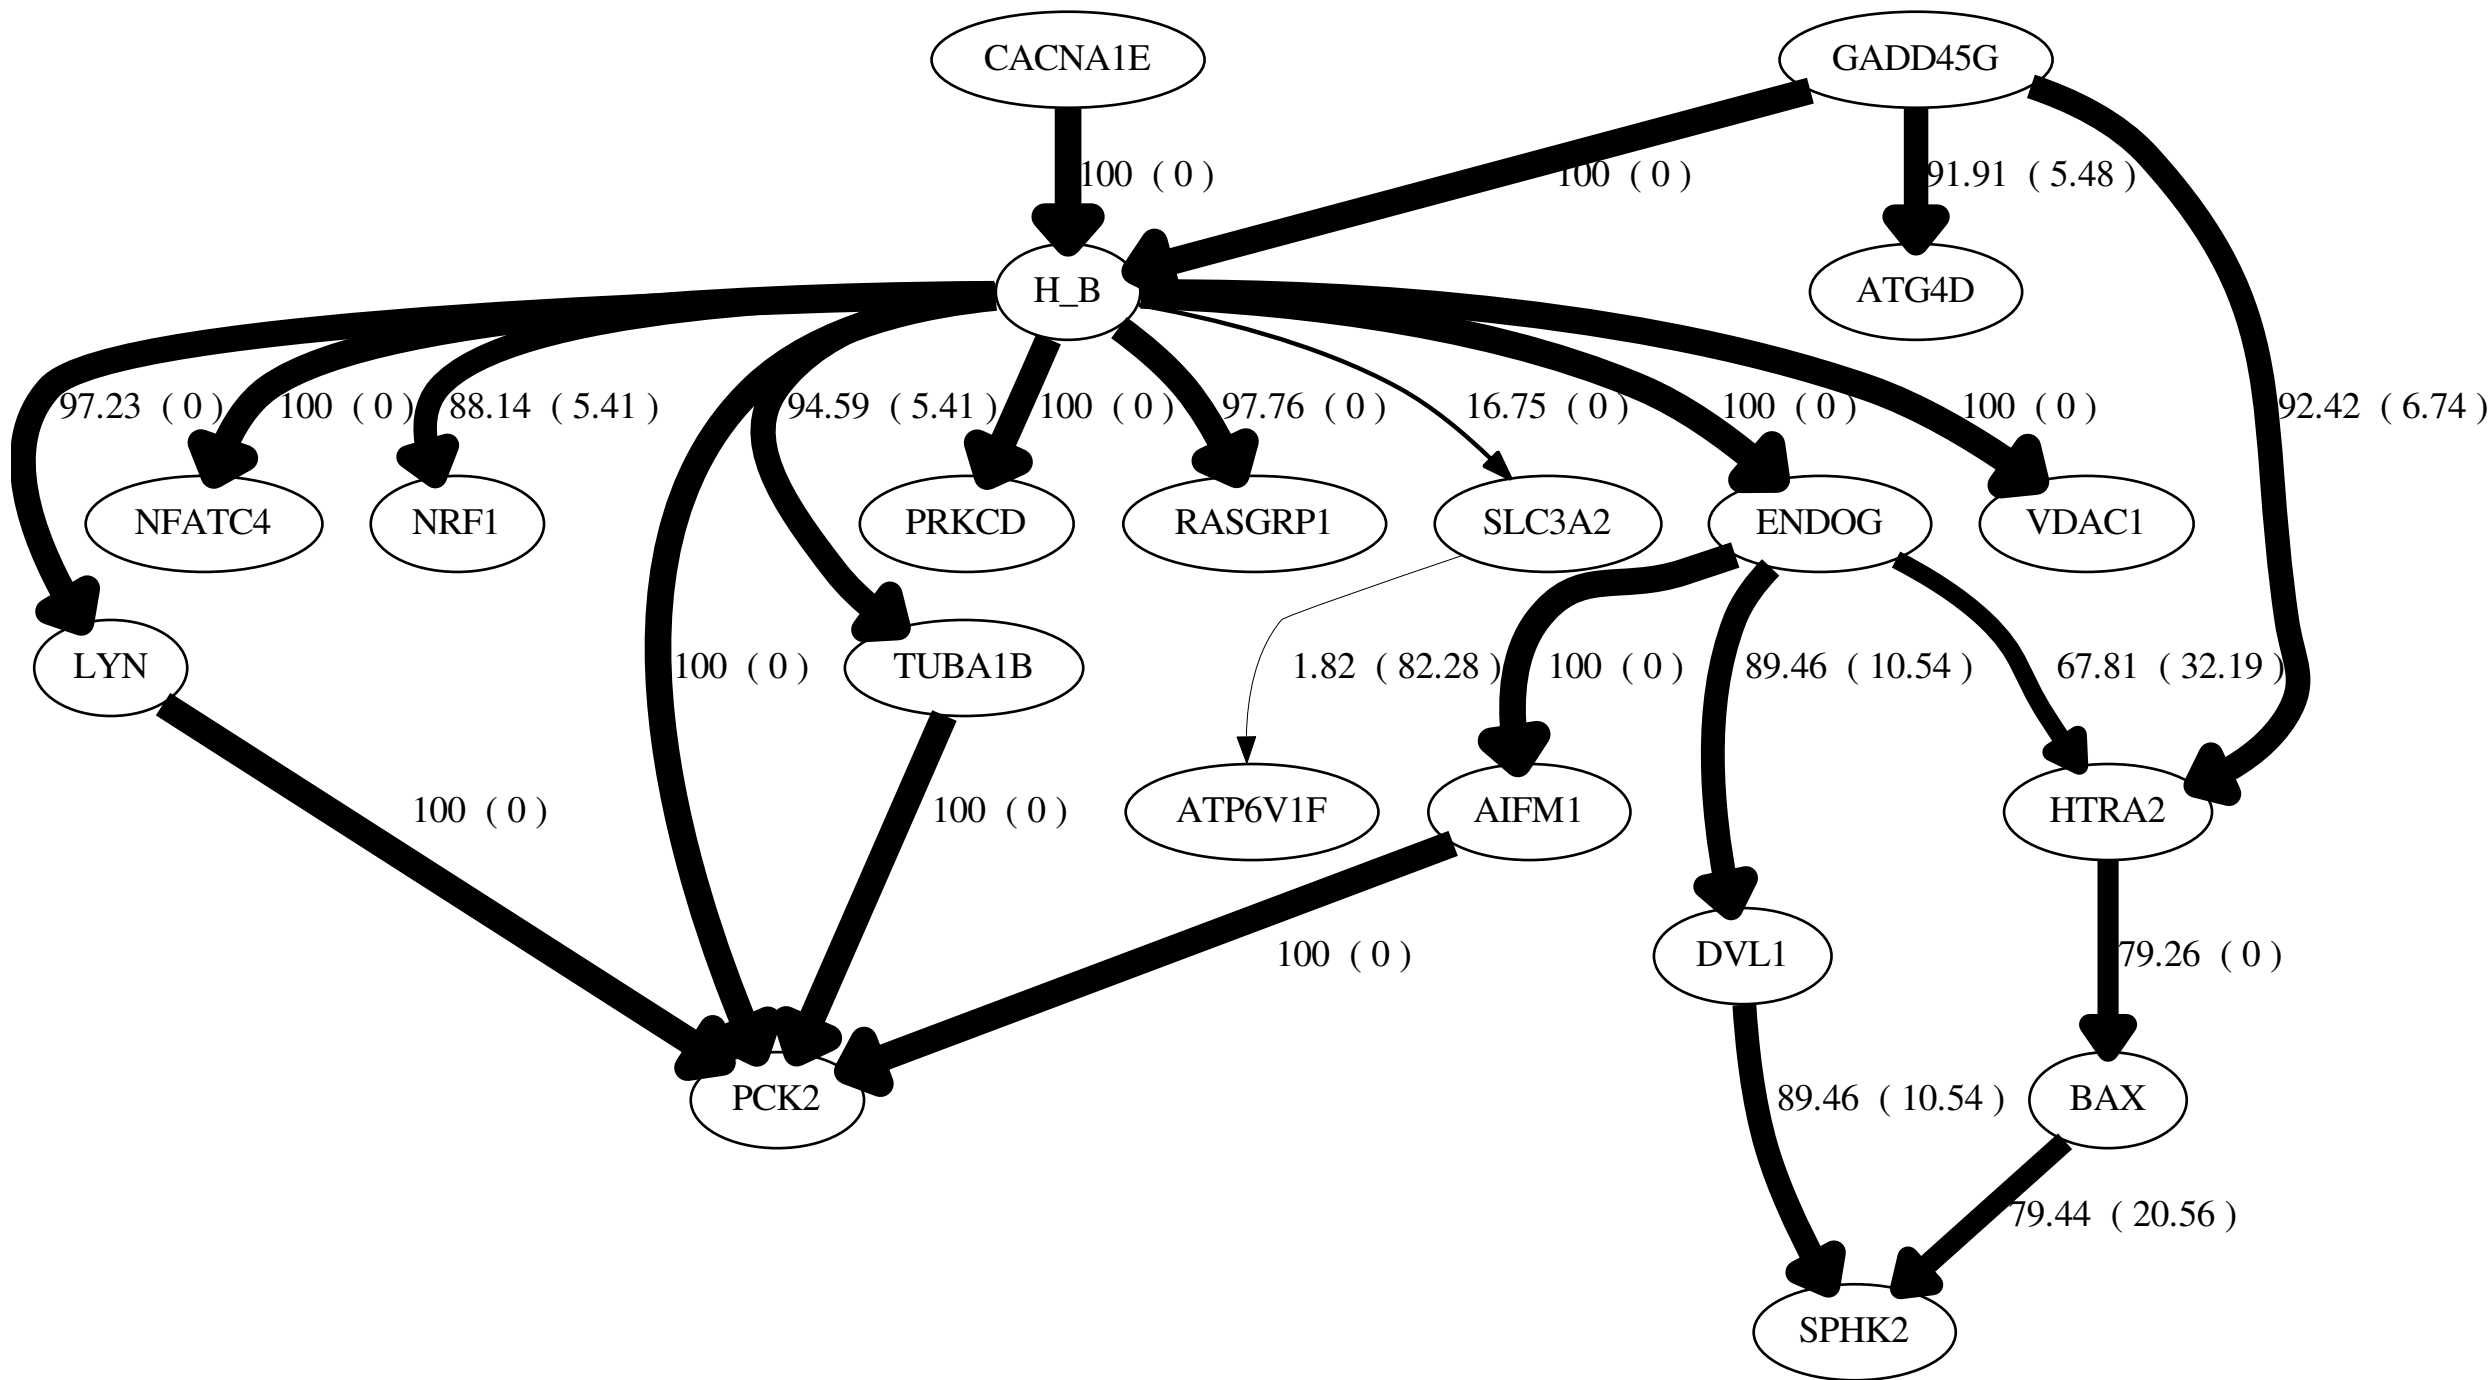 CACNA1E
GADD45G
100 ( 0 )
100 ( 0 )
91.91 ( 5.48 )
H_B
ATG4D
97.23 ( 0 )
100 ( 0 )
88.14 ( 5.41 )
94.59 ( 5.41 )
100 ( 0 )
97.76 ( 0 )
16.75 ( 0 )
100 ( 0 )
100 ( 0 )
92.42 ( 6.74 )
NFATC4
NRF1
PRKCD
RASGRP1
SLC3A2
ENDOG
VDAC1
LYN
100 ( 0 )
TUBA1B
1.82 ( 82.28 )
100 ( 0 )
89.46 ( 10.54 )
67.81 ( 32.19 )
100 ( 0 )
100 ( 0 )
ATP6V1F
AIFM1
HTRA2
100 ( 0 )
DVL1
79.26 ( 0 )
PCK2
89.46 ( 10.54 )
BAX
79.44 ( 20.56 )
SPHK2